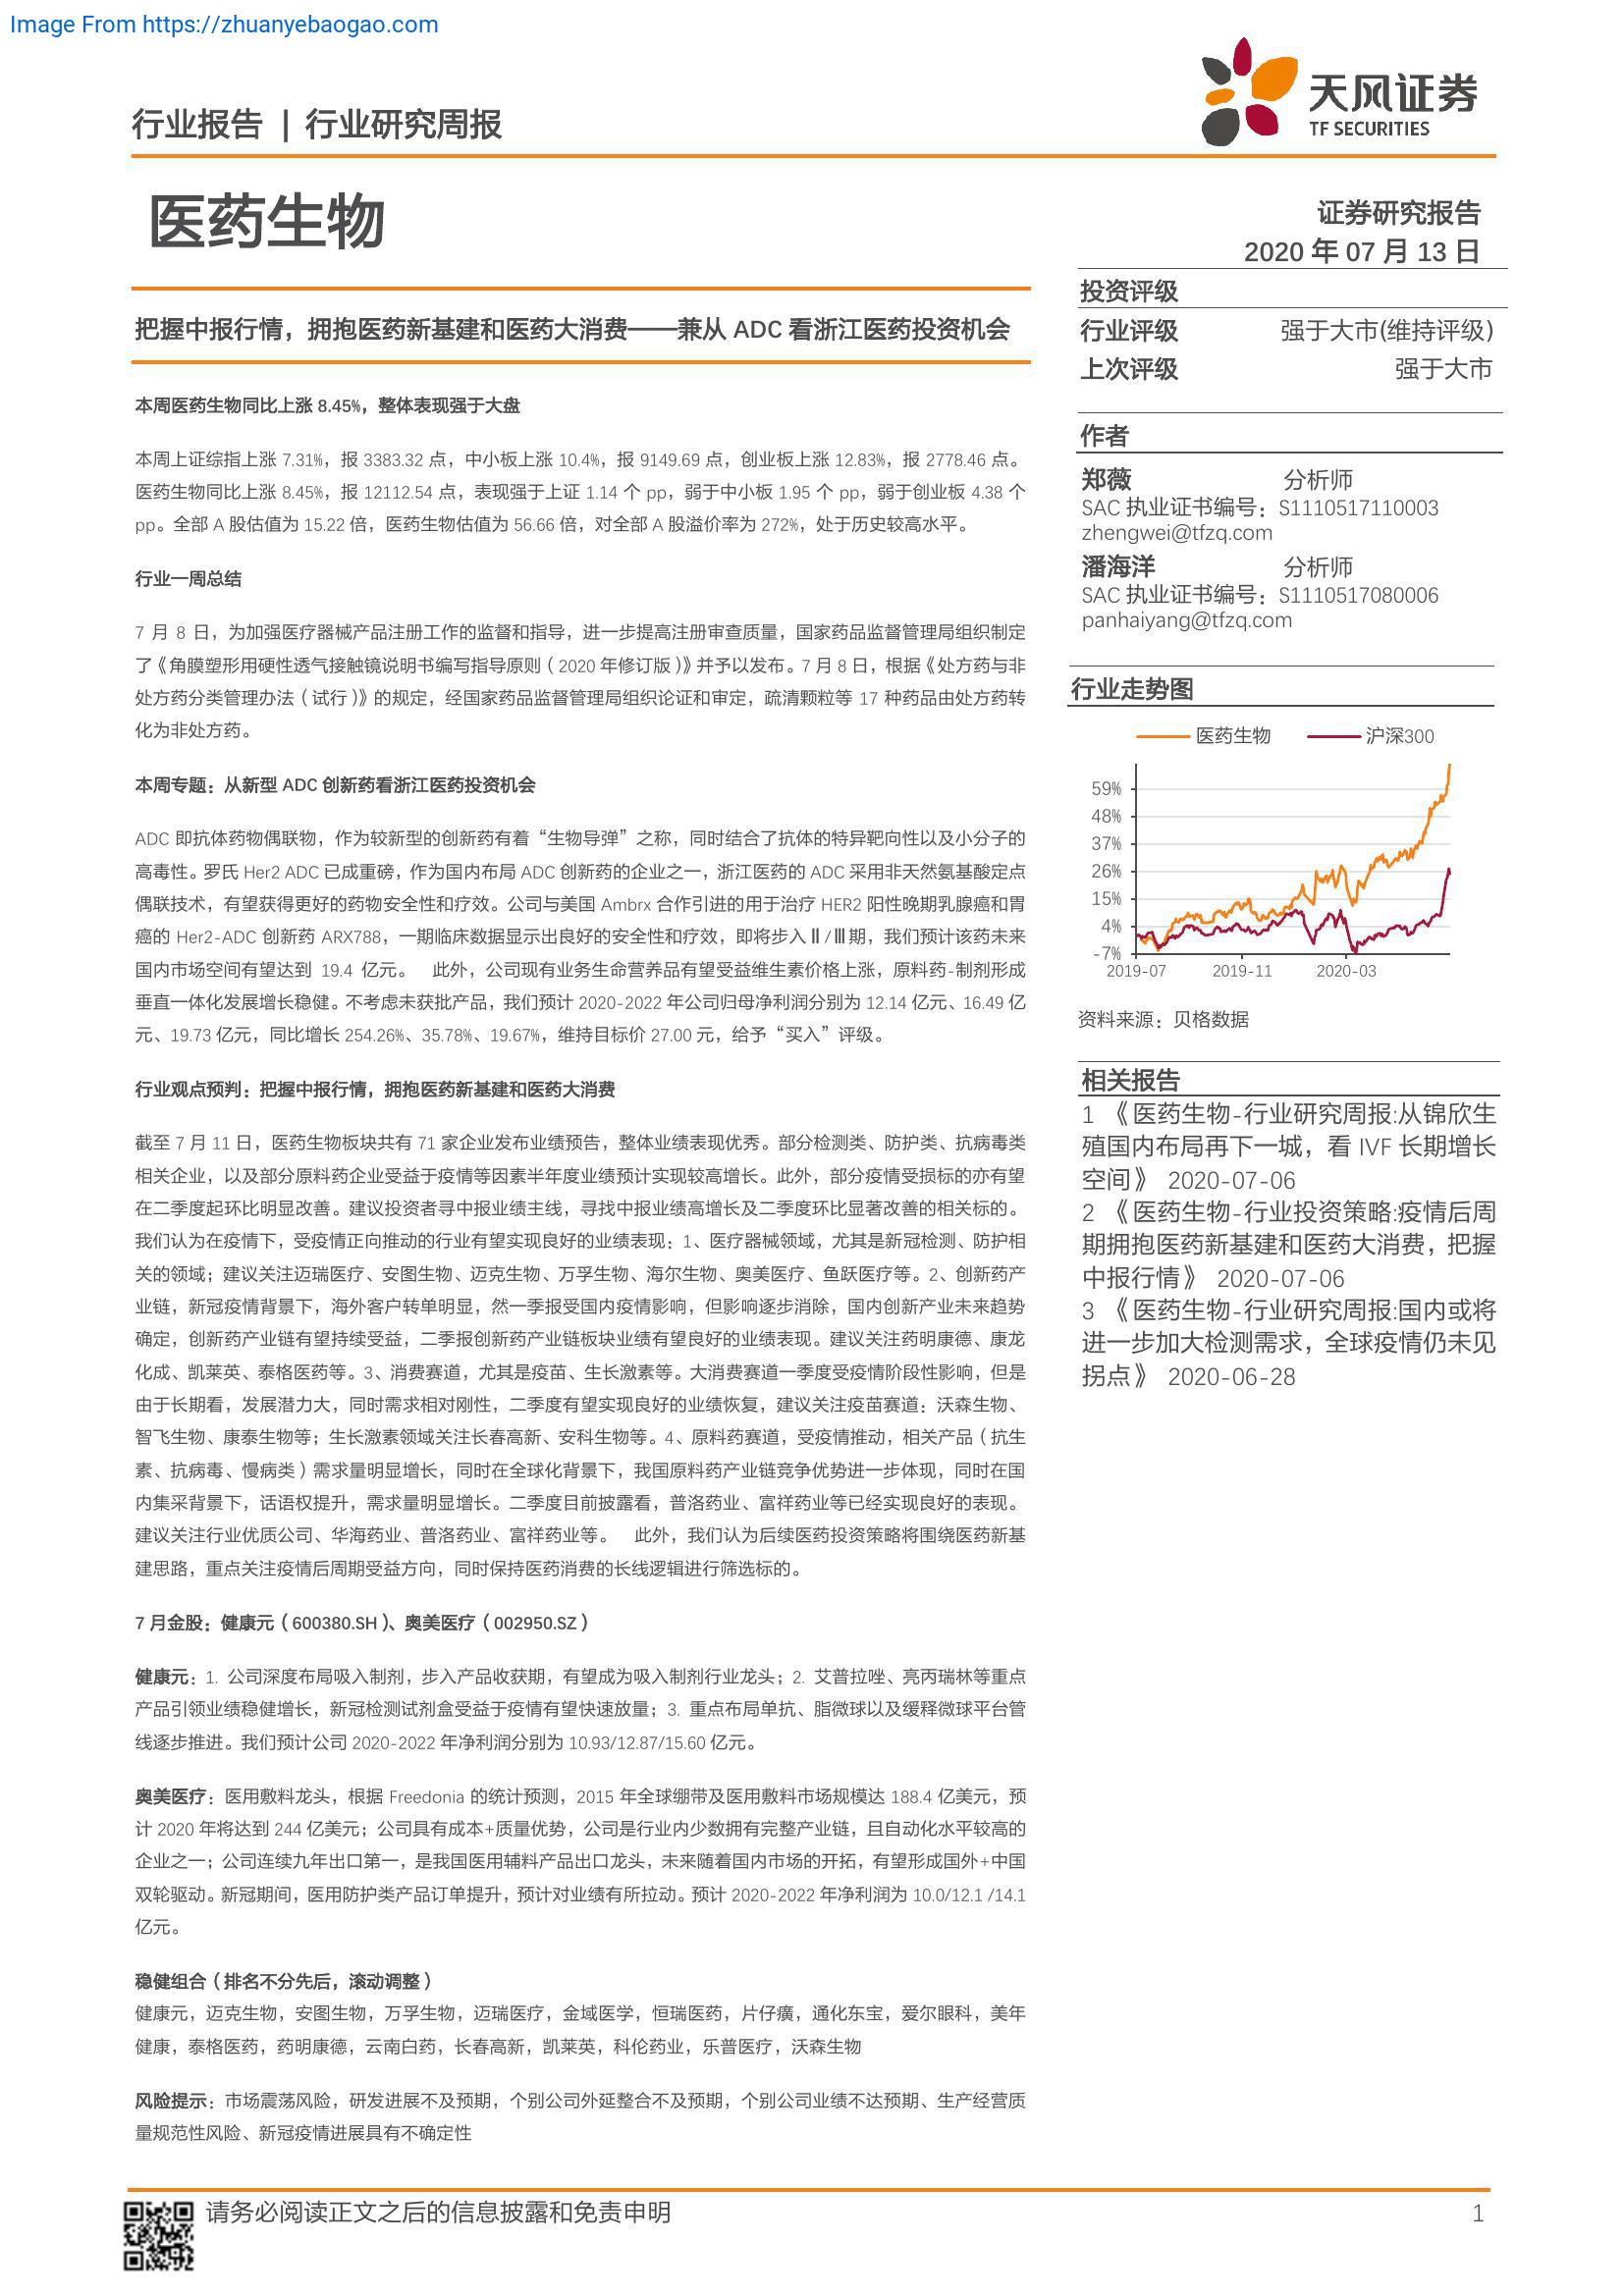 Image From https://zhuanyebaogao.com
行业报告 | 行业研究周报
天风证券
TF SECURITIES
医药生物
证券研究报告
2020 年 07 月 13 日
把握中报行情，拥抱医药新基建和医药大消费——兼从 ADC 看浙江医药投资机会
本周医药生物同比上涨 8.45%，整体表现强于大盘
本周上证综指上涨 7.31%，报 3383.32 点，中小板上涨 10.4%，报 9149.69 点，创业板上涨 12.83%，报 2778.46 点。
医药生物同比上涨 8.45%，报 12112.54 点，表现强于上证 1.14 个 pp，弱于中小板 1.95 个 pp，弱于创业板 4.38 个
pp。全部 A 股估值为 15.22 倍，医药生物估值为 56.66 倍，对全部 A 股溢价率为 272%，处于历史较高水平。
行业一周总结
7 月 8 日，为加强医疗器械产品注册工作的监督和指导，进一步提高注册审查质量，国家药品监督管理局组织制定
了《角膜塑形用硬性透气接触镜说明书编写指导原则（2020 年修订版）》并予以发布。7 月 8 日，根据《处方药与非
处方药分类管理办法（试行）》的规定，经国家药品监督管理局组织论证和审定，疏清颗粒等 17 种药品由处方药转
化为非处方药。
本周专题：从新型 ADC 创新药看浙江医药投资机会
ADC 即抗体药物偶联物，作为较新型的创新药有着“生物导弹”之称，同时结合了抗体的特异靶向性以及小分子的
高毒性。罗氏 Her2 ADC 已成重磅，作为国内布局 ADC 创新药的企业之一，浙江医药的 ADC 采用非天然氨基酸定点
偶联技术，有望获得更好的药物安全性和疗效。公司与美国 Ambrx 合作引进的用于治疗 HER2 阳性晚期乳腺癌和胃
癌的 Her2-ADC 创新药 ARX788，一期临床数据显示出良好的安全性和疗效，即将步入Ⅱ/Ⅲ期，我们预计该药未来
国内市场空间有望达到 19.4 亿元。 此外，公司现有业务生命营养品有望受益维生素价格上涨，原料药-制剂形成
垂直一体化发展增长稳健。不考虑未获批产品，我们预计 2020-2022 年公司归母净利润分别为 12.14 亿元、16.49 亿
元、19.73 亿元，同比增长 254.26%、35.78%、19.67%，维持目标价 27.00 元，给予“买入”评级。
行业观点预判：把握中报行情，拥抱医药新基建和医药大消费
截至 7 月 11 日，医药生物板块共有 71 家企业发布业绩预告，整体业绩表现优秀。部分检测类、防护类、抗病毒类
相关企业，以及部分原料药企业受益于疫情等因素半年度业绩预计实现较高增长。此外，部分疫情受损标的亦有望
在二季度起环比明显改善。建议投资者寻中报业绩主线，寻找中报业绩高增长及二季度环比显著改善的相关标的。
我们认为在疫情下，受疫情正向推动的行业有望实现良好的业绩表现：1、医疗器械领域，尤其是新冠检测、防护相
关的领域；建议关注迈瑞医疗、安图生物、迈克生物、万孚生物、海尔生物、奥美医疗、鱼跃医疗等。2、创新药产
业链，新冠疫情背景下，海外客户转单明显，然一季报受国内疫情影响，但影响逐步消除，国内创新产业未来趋势
确定，创新药产业链有望持续受益，二季报创新药产业链板块业绩有望良好的业绩表现。建议关注药明康德、康龙
化成、凯莱英、泰格医药等。3、消费赛道，尤其是疫苗、生长激素等。大消费赛道一季度受疫情阶段性影响，但是
由于长期看，发展潜力大，同时需求相对刚性，二季度有望实现良好的业绩恢复，建议关注疫苗赛道：沃森生物、
智飞生物、康泰生物等；生长激素领域关注长春高新、安科生物等。4、原料药赛道，受疫情推动，相关产品（抗生
素、抗病毒、慢病类）需求量明显增长，同时在全球化背景下，我国原料药产业链竞争优势进一步体现，同时在国
内集采背景下，话语权提升，需求量明显增长。二季度目前披露看，普洛药业、富祥药业等已经实现良好的表现。
建议关注行业优质公司、华海药业、普洛药业、富祥药业等。 此外，我们认为后续医药投资策略将围绕医药新基
建思路，重点关注疫情后周期受益方向，同时保持医药消费的长线逻辑进行筛选标的。
7 月金股：健康元（600380.SH）、奥美医疗（002950.SZ）
健康元：1. 公司深度布局吸入制剂，步入产品收获期，有望成为吸入制剂行业龙头；2. 艾普拉唑、亮丙瑞林等重点
产品引领业绩稳健增长，新冠检测试剂盒受益于疫情有望快速放量；3. 重点布局单抗、脂微球以及缓释微球平台管
线逐步推进。我们预计公司 2020-2022 年净利润分别为 10.93/12.87/15.60 亿元。
奥美医疗：医用敷料龙头，根据 Freedonia 的统计预测，2015 年全球绷带及医用敷料市场规模达 188.4 亿美元，预
计 2020 年将达到 244 亿美元；公司具有成本+质量优势，公司是行业内少数拥有完整产业链，且自动化水平较高的
企业之一；公司连续九年出口第一，是我国医用辅料产品出口龙头，未来随着国内市场的开拓，有望形成国外+中国
双轮驱动。新冠期间，医用防护类产品订单提升，预计对业绩有所拉动。预计 2020-2022 年净利润为 10.0/12.1 /14.1
亿元。
稳健组合（排名不分先后，滚动调整）
健康元，迈克生物，安图生物，万孚生物，迈瑞医疗，金域医学，恒瑞医药，片仔癀，通化东宝，爱尔眼科，美年
健康，泰格医药，药明康德，云南白药，长春高新，凯莱英，科伦药业，乐普医疗，沃森生物
风险提示：市场震荡风险，研发进展不及预期，个别公司外延整合不及预期，个别公司业绩不达预期、生产经营质
量规范性风险、新冠疫情进展具有不确定性
投资评级
行业评级 强于大市(维持评级)
上次评级 强于大市
作者
郑薇 分析师
SAC 执业证书编号：S1110517110003
zhengwei@tfzq.com
潘海洋 分析师
SAC 执业证书编号：S1110517080006
panhaiyang@tfzq.com
行业走势图
医药生物 沪深300
59%
48%
37%
26%
15%
4%
-7%
2019-07 2019-11 2020-03
资料来源：贝格数据
相关报告
1 《医药生物-行业研究周报:从锦欣生
殖国内布局再下一城，看 IVF 长期增长
空间》 2020-07-06
2 《医药生物-行业投资策略:疫情后周
期拥抱医药新基建和医药大消费，把握
中报行情》 2020-07-06
3 《医药生物-行业研究周报:国内或将
进一步加大检测需求，全球疫情仍未见
拐点》 2020-06-28
请务必阅读正文之后的信息披露和免责申明
1